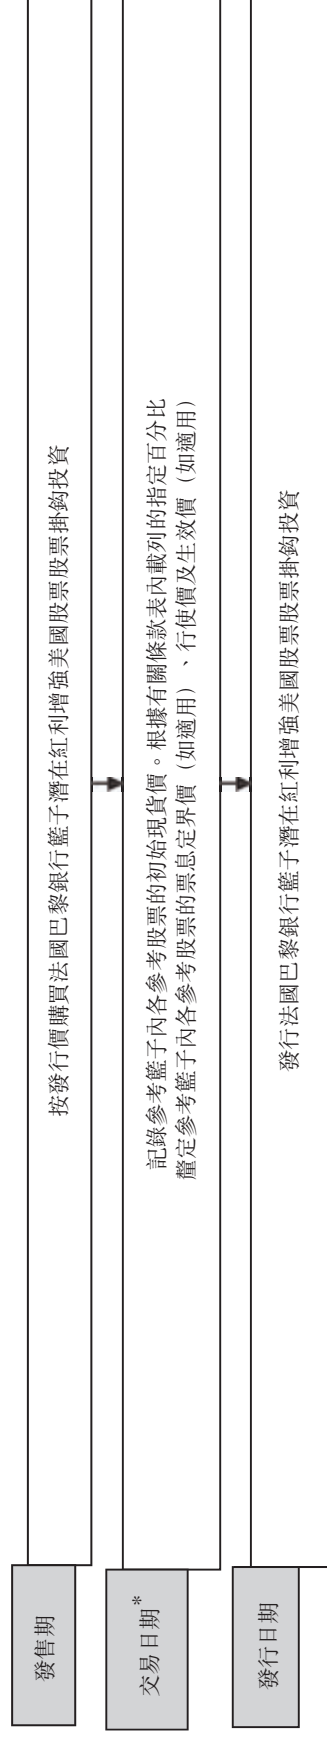 發售期
按發行價購買法國巴黎銀行籃子潛在紅利增強美國股票股票掛鈎投資
交易日期*
記錄參考籃子內各參考股票的初始現貨價。根據有關條款表內載列的指定百分比
釐定參考籃子內各參考股票的票息定界價（如適用）、行使價及生效價（如適用）
發行日期
發行法國巴黎銀行籃子潛在紅利增強美國股票股票掛鈎投資